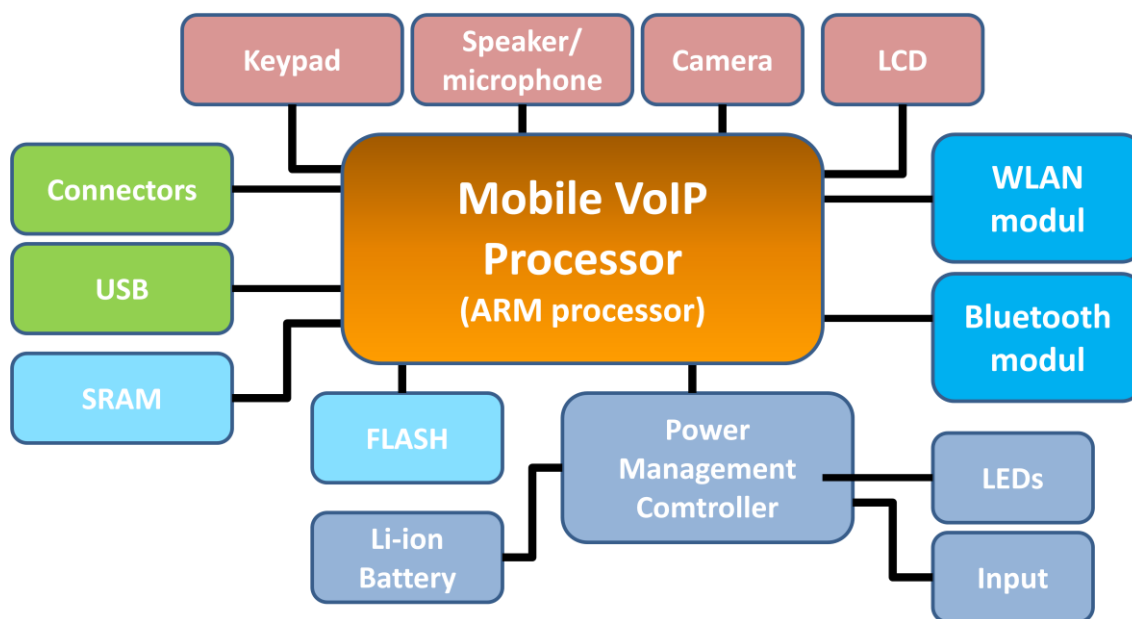 Keypad
Speaker/
microphone
Camera
LCD
Connectors
USB
SRAM
Mobile VoIP
Processor
(ARM processor)
WLAN
modul
Bluetooth
modul
FLASH
Power
Management
Comtroller
Li-ion
Battery
LEDs
Input